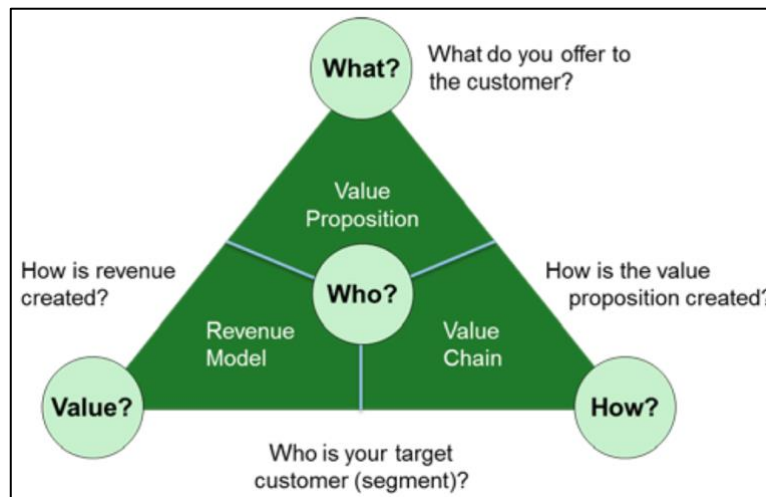 What?
What do you offer to
the customer?
Value
Proposition
How is revenue
created?
Who?
How is the value
proposition created?
Revenue
Model
Value
Chain
Value?
How?
Who is your target
customer (segment)?